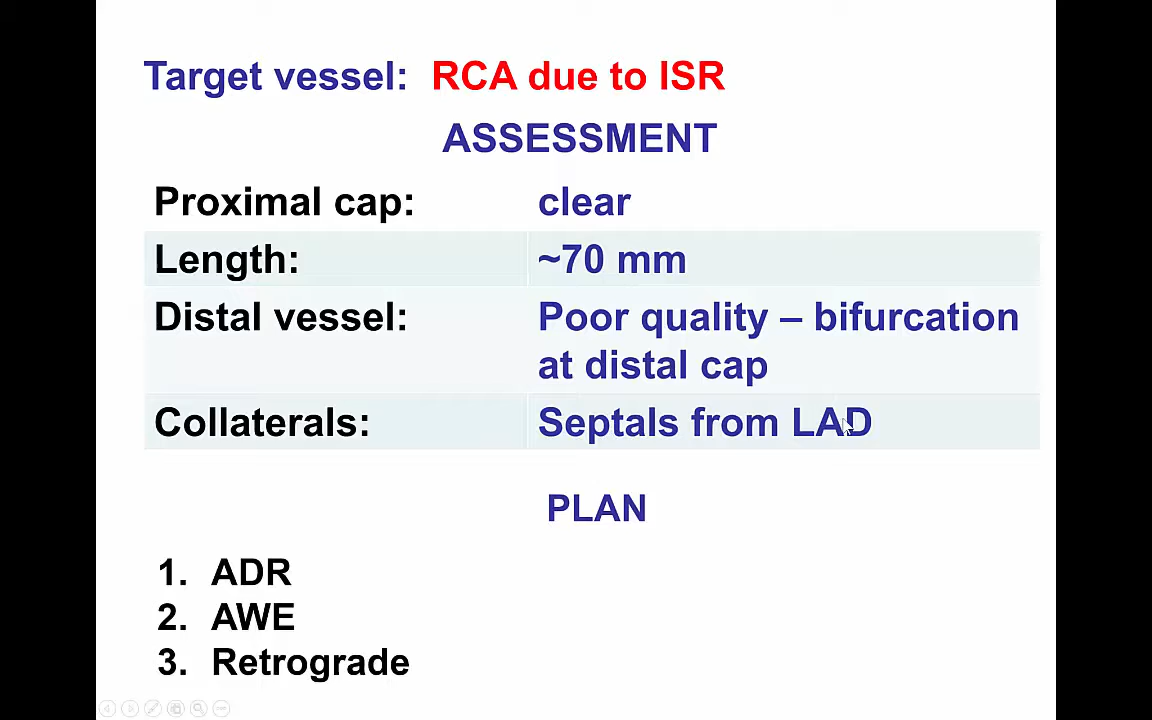 Target vessel: RCA due to ISR
ASSESSMENT
Proximal cap: clear
Length: ~70 mm
Distal vessel: Poor quality – bifurcation
at distal cap
Collaterals: Septals from LAD
PLAN
1. ADR
2. AWE
3. Retrograde